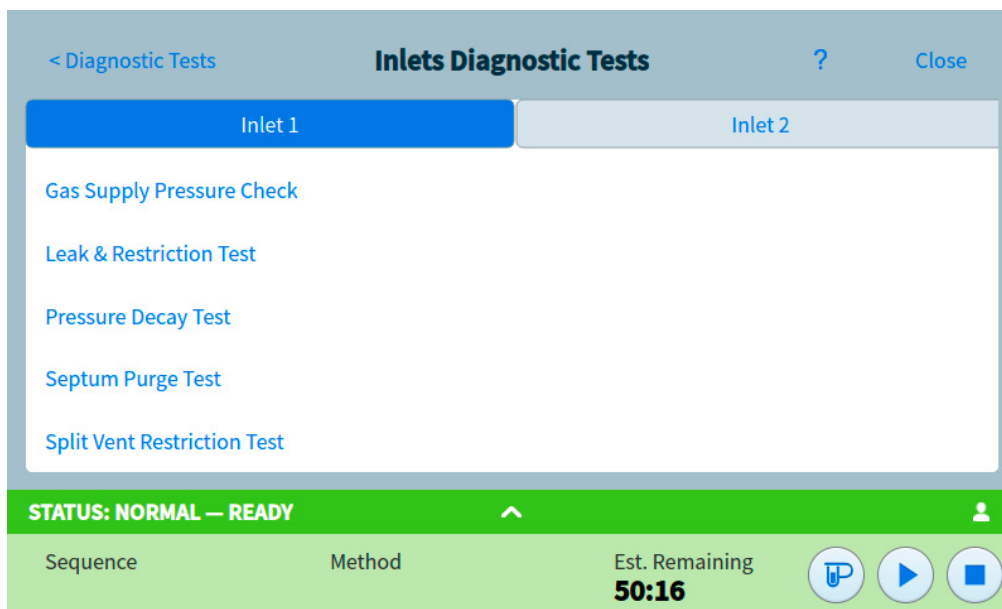 < Diagnostic Tests Inlets Diagnostic Tests ? Close
Inlet 1 Inlet 2
Gas Supply Pressure Check
Leak & Restriction Test
Pressure Decay Test
Septum Purge Test
Split Vent Restriction Test
STATUS: NORMAL — READY
Sequence Method Est. Remaining
50:16